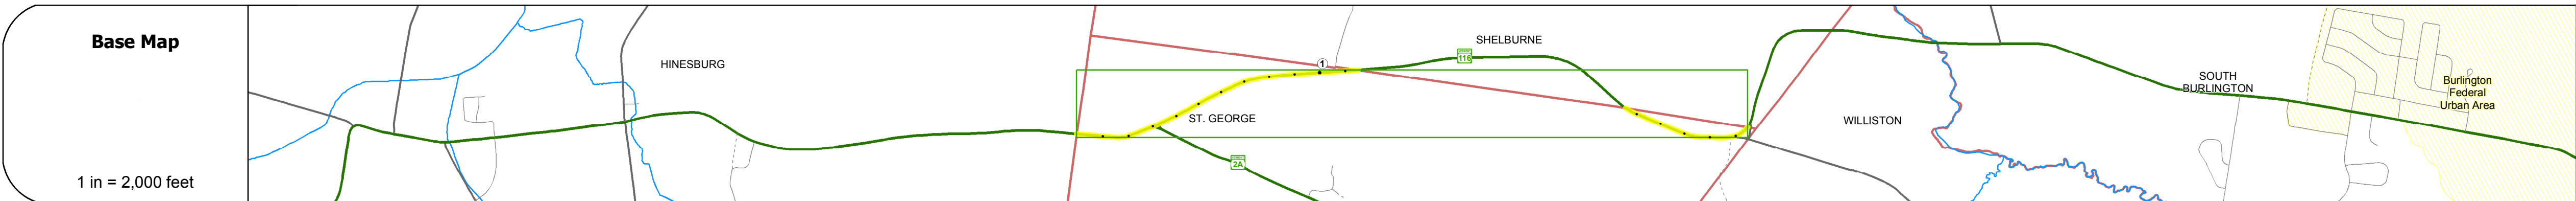 Base Map
1 in = 2,000 feet
HINESBURG
1
SHELBURNE
116
ST. GEORGE
2A
WILLISTON
SOUTH
BURLINGTON
Burlington
Federal
Urban Area